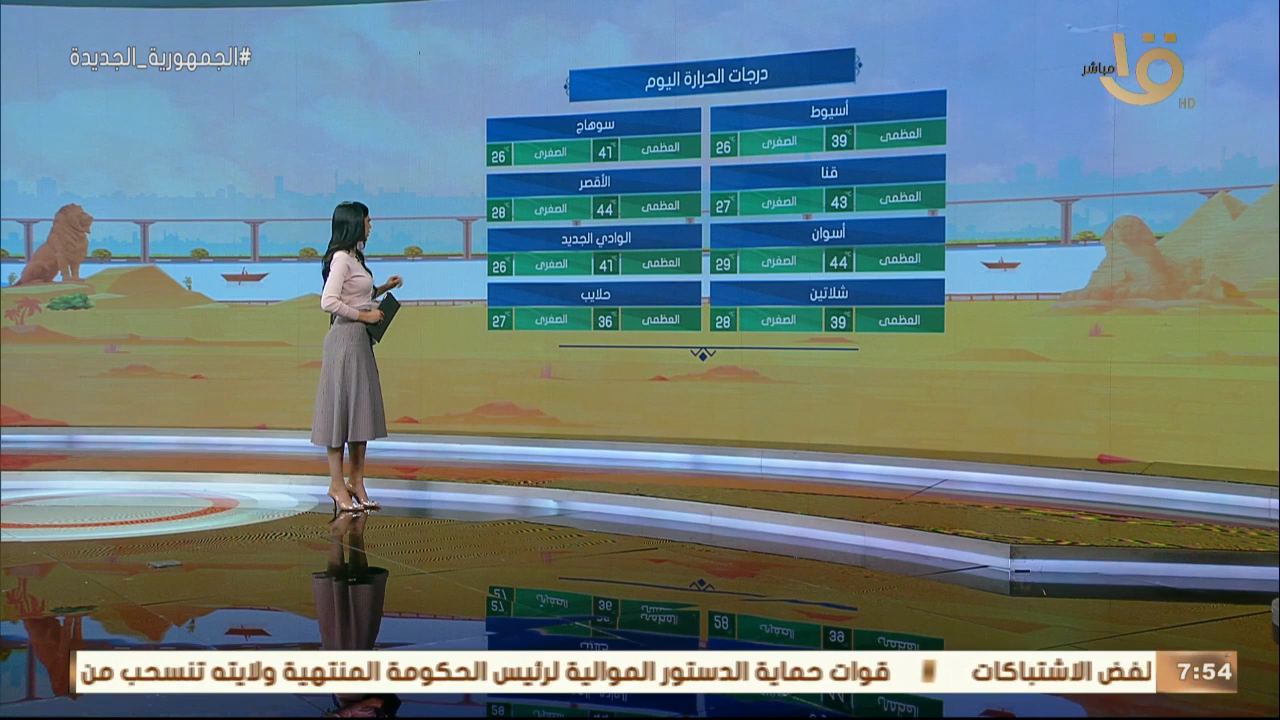 #الجمهورية_الجديدة
مباشر
HD
درجات الحرارة اليوم
أسيوط
العظمى 39 الصغرى 26
سوهاج
العظمى 41 الصغرى 26
قنا
العظمى 43 الصغرى 27
الأقصر
العظمى 44 الصغرى 28
أسوان
العظمى 44 الصغرى 29
الوادي الجديد
العظمى 41 الصغرى 26
شلاتين
العظمى 39 الصغرى 28
حلايب
العظمى 36 الصغرى 27
7:54 لفض الاشتباكات قوات حماية الدستور الموالية لرئيس الحكومة المنتهية ولايته تنسحب من